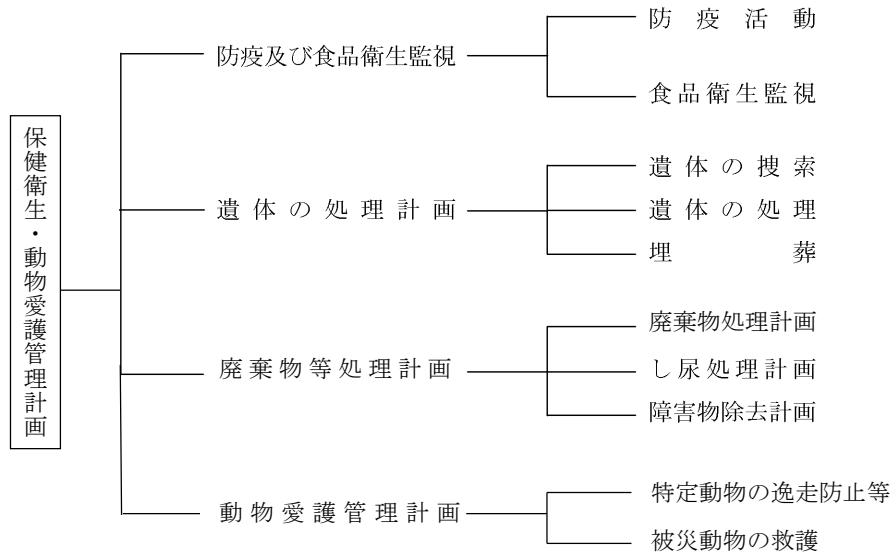 保健衛生・動物愛護管理計画
防疫及び食品衛生監視
防疫活動
食品衛生監視
遺体の処理計画
遺体の捜索
遺体の処理
埋葬
廃棄物等処理計画
廃棄物処理計画
し尿処理計画
障害物除去計画
動物愛護管理計画
特定動物の逸走防止等
被災動物の救護